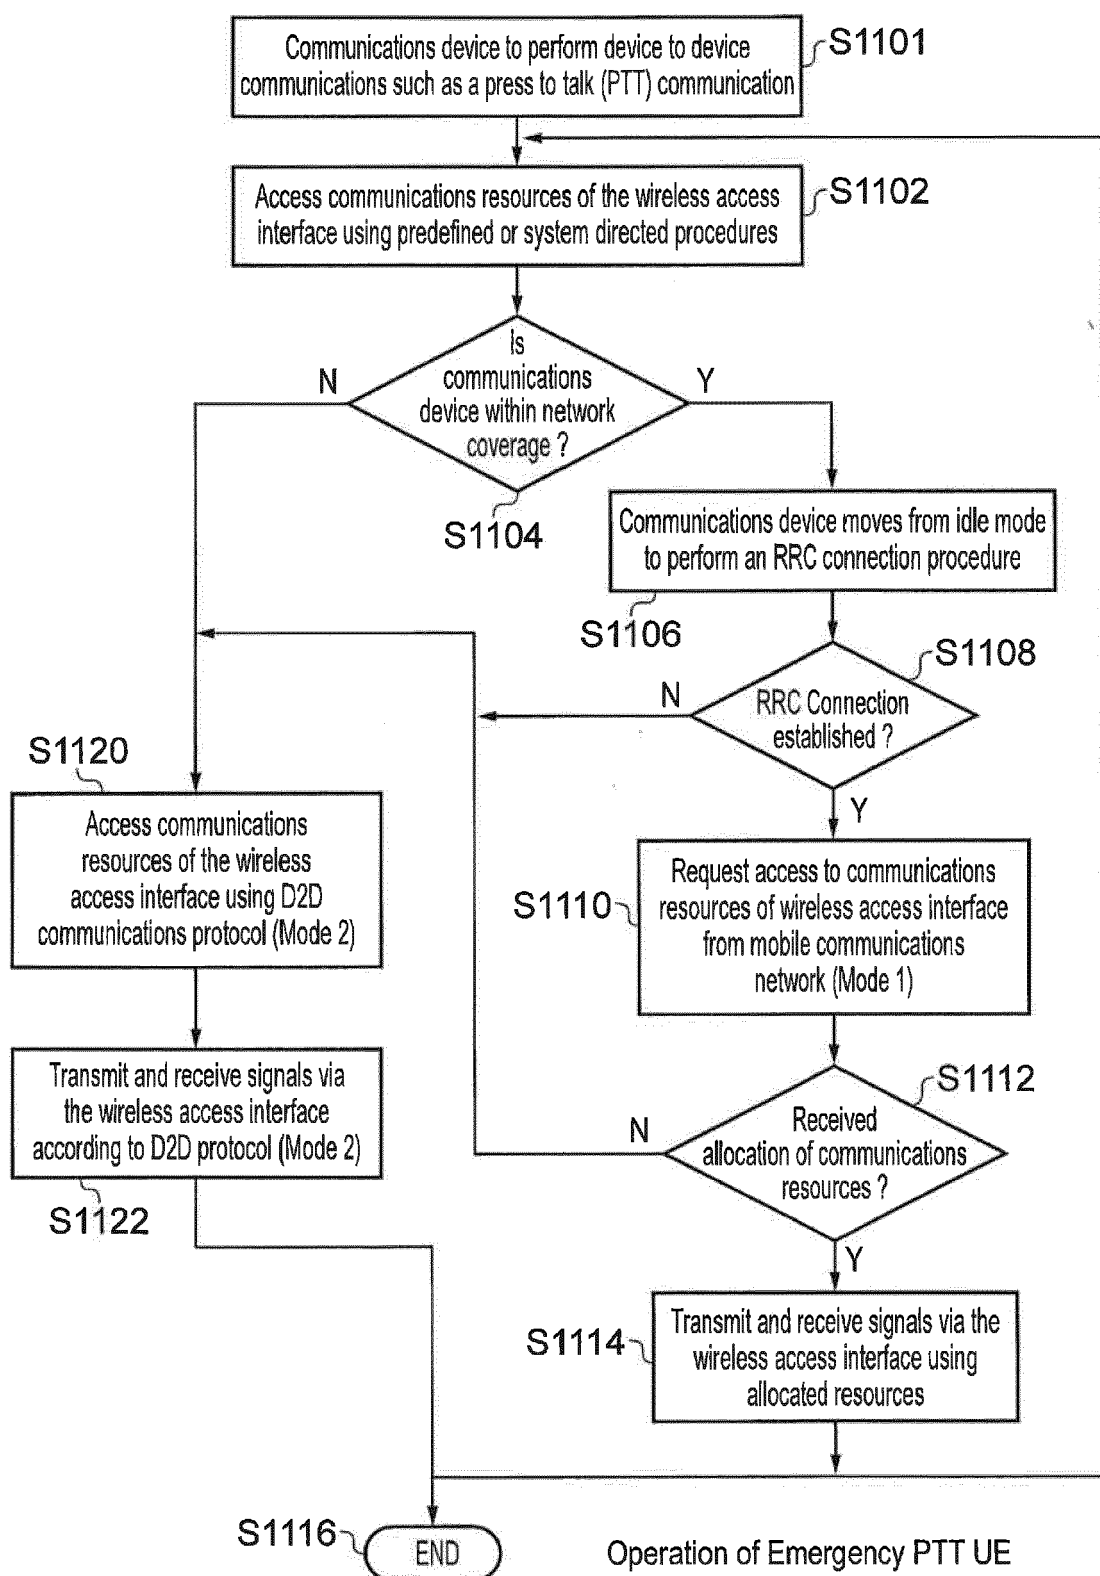 Communications device to perform device to device
communications such as a press to talk (PTT) communication
S1101
Access communications resources of the wireless access
interface using predefined or system directed procedures
S1102
Is
communications
device within network
coverage ?
N
Y
S1104
Communications device moves from idle mode
to perform an RRC connection procedure
S1106
S1108
RRC Connection
established ?
N
Y
S1120
Access communications
resources of the wireless
access interface using D2D
communications protocol (Mode 2)
S1110
Request access to communications
resources of wireless access interface
from mobile communications
network (Mode 1)
Transmit and receive signals via
the wireless access interface
according to D2D protocol (Mode 2)
S1122
S1112
Received
allocation of communications
resources ?
N
Y
S1114
Transmit and receive signals via the
wireless access interface using
allocated resources
S1116
END
Operation of Emergency PTT UE